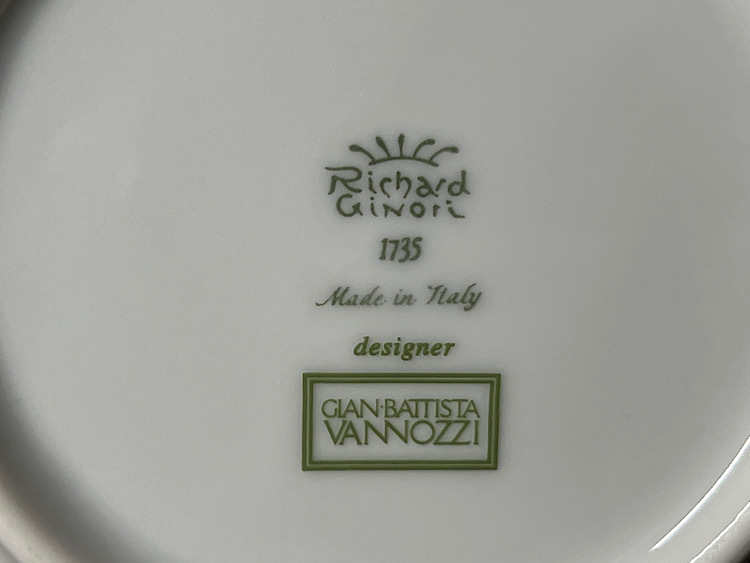 Richard
Ginori
1735
Made in Italy
designer
GIAN·BATTISTA
VANNOZZI